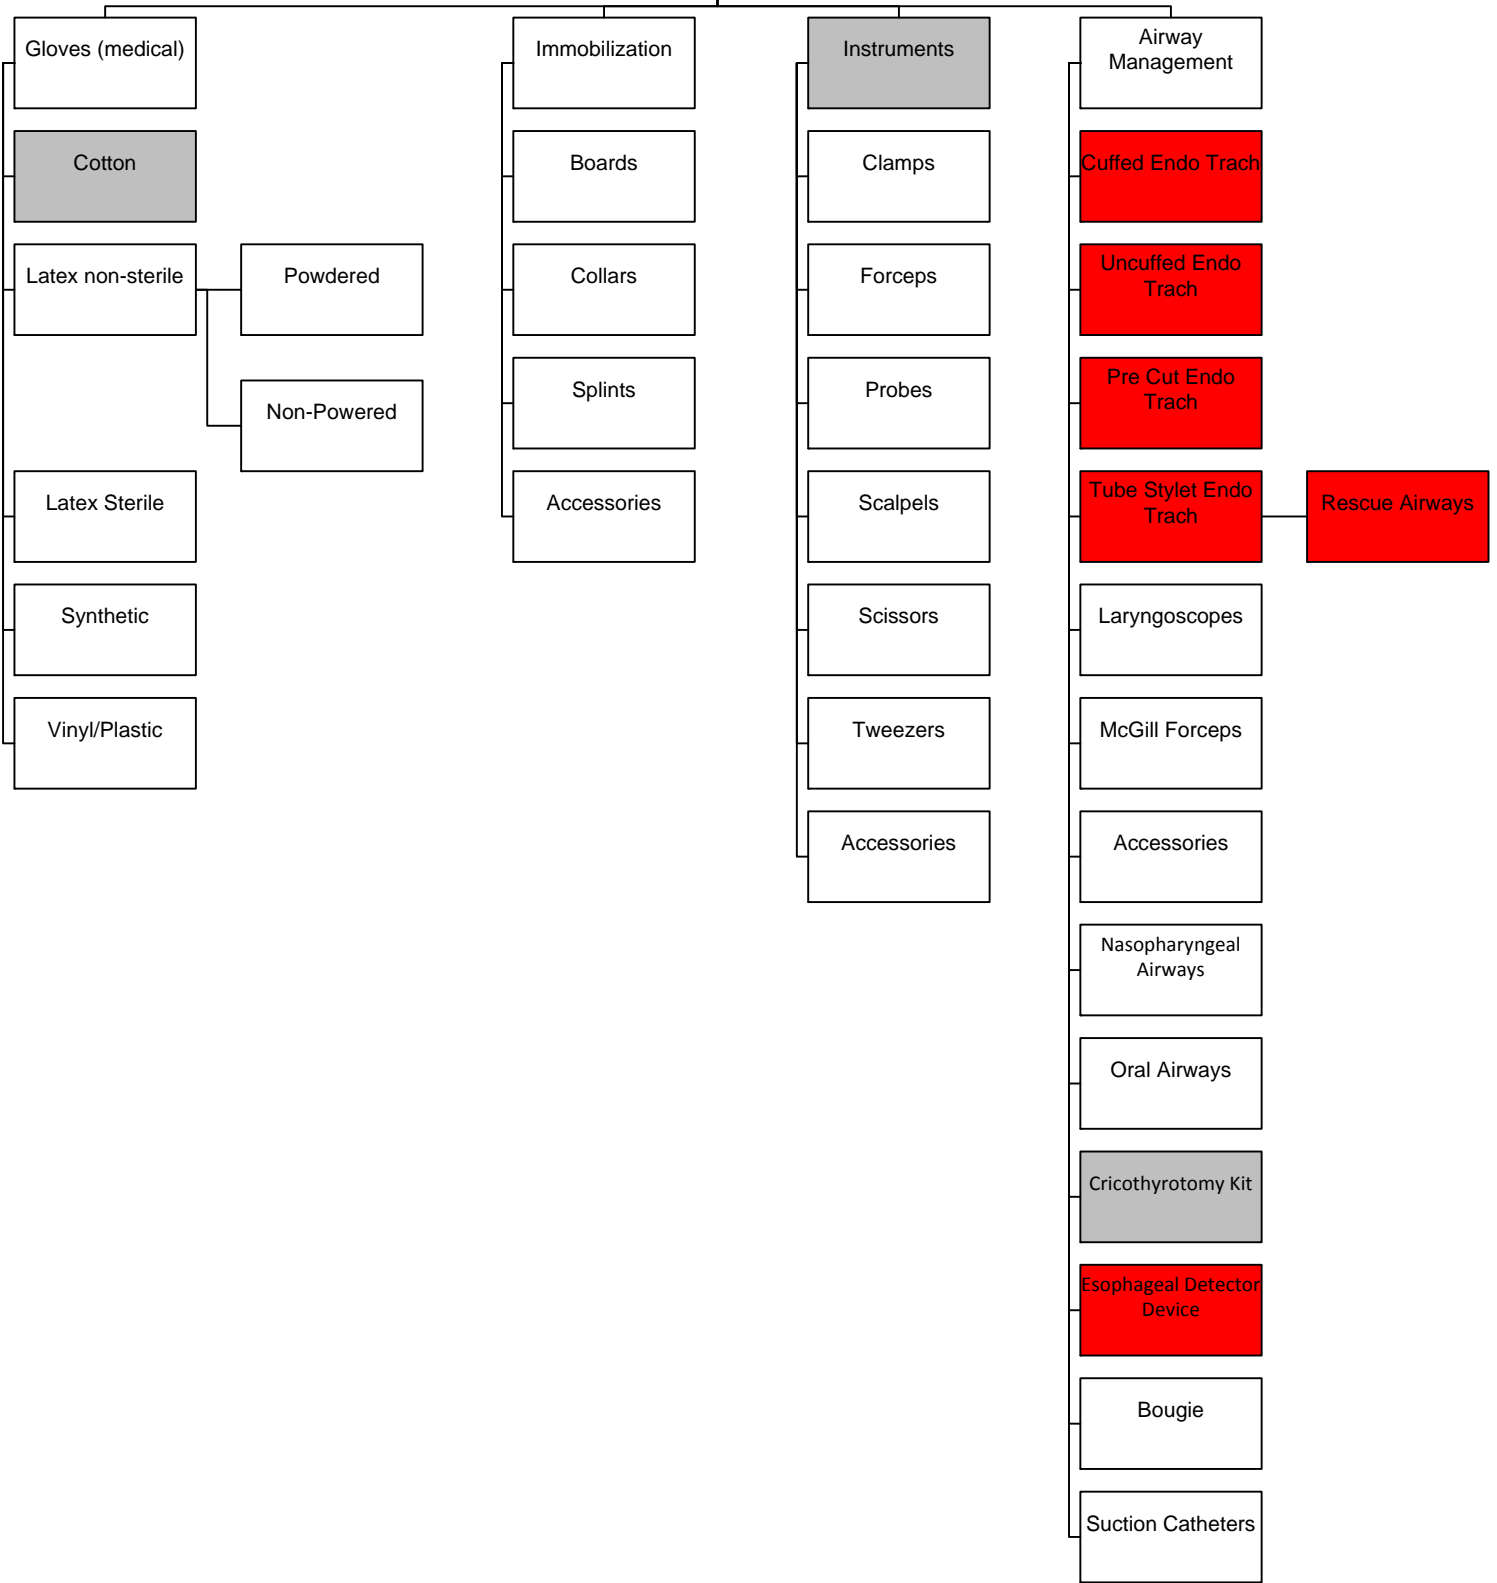 Gloves (medical)
Cotton
Latex non-sterile
Powdered
Non-Powered
Latex Sterile
Synthetic
Vinyl/Plastic
Immobilization
Boards
Collars
Splints
Accessories
Instruments
Clamps
Forceps
Probes
Scalpels
Scissors
Tweezers
Accessories
Airway
Management
Cuffed Endo Trach
Uncuffed Endo
Trach
Pre Cut Endo
Trach
Tube Stylet Endo
Trach
Rescue Airways
Laryngoscopes
McGill Forceps
Accessories
Nasopharyngeal
Airways
Oral Airways
Cricothyrotomy Kit
Esophageal Detector
Device
Bougie
Suction Catheters